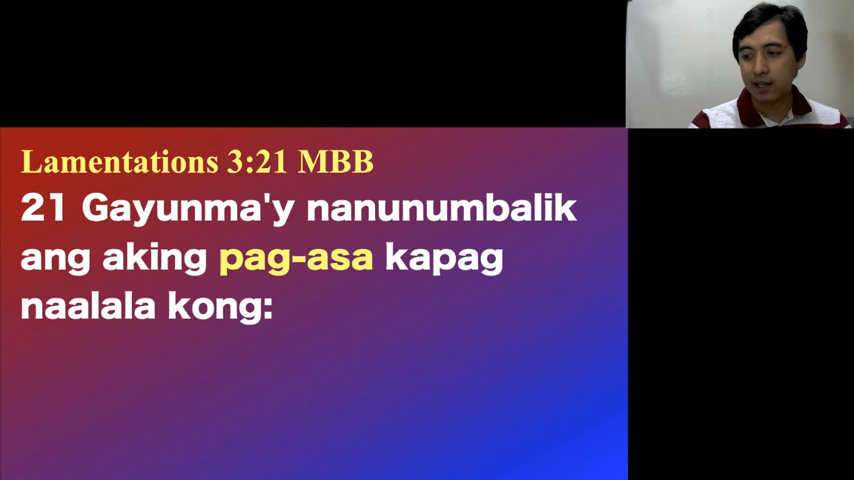 Lamentations 3:21 MBB
21 Gayunma'y nanunumbalik
ang aking pag-asa kapag
naalala kong: